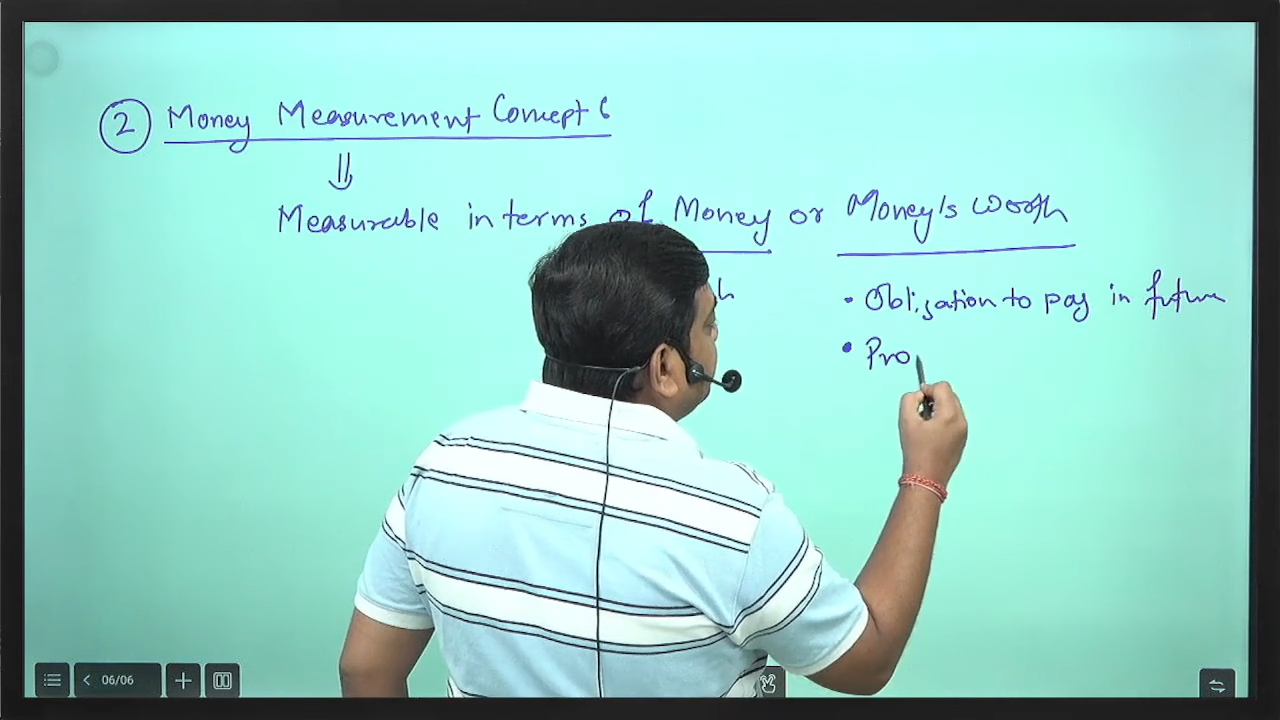 2 Money Measurement Concept
Measurable in terms of Money or Money's worth
h
• Obligation to pay in future
• Pro
06/06